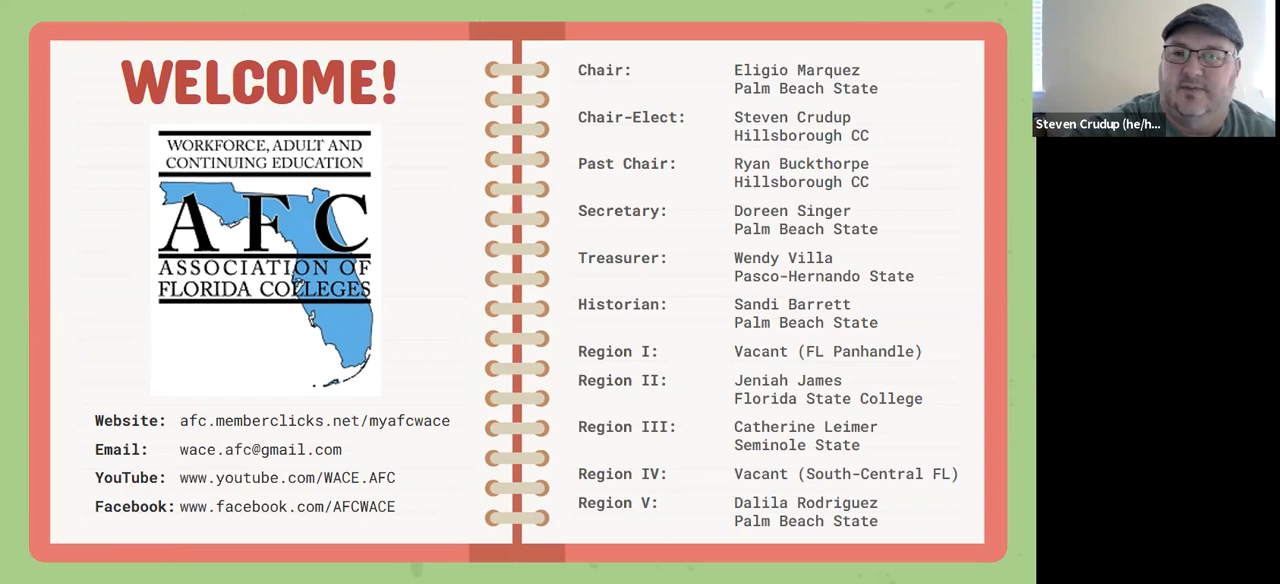 WELCOME!
WORKFORCE, ADULT AND
CONTINUING EDUCATION
AFC
ASSOCIATION OF
FLORIDA COLLEGES
Website: afc.memberclicks.net/myafcwace
Email: wace.afc@gmail.com
YouTube: www.youtube.com/WACE.AFC
Facebook: www.facebook.com/AFCWACE
Chair: Eligio Marquez
Palm Beach State
Chair-Elect: Steven Crudup
Hillsborough CC
Past Chair: Ryan Buckthorpe
Hillsborough CC
Secretary: Doreen Singer
Palm Beach State
Treasurer: Wendy Villa
Pasco-Hernando State
Historian: Sandi Barrett
Palm Beach State
Region I: Vacant (FL Panhandle)
Region II: Jeniah James
Florida State College
Region III: Catherine Leimer
Seminole State
Region IV: Vacant (South-Central FL)
Region V: Dalila Rodriguez
Palm Beach State
Steven Crudup (he/h...